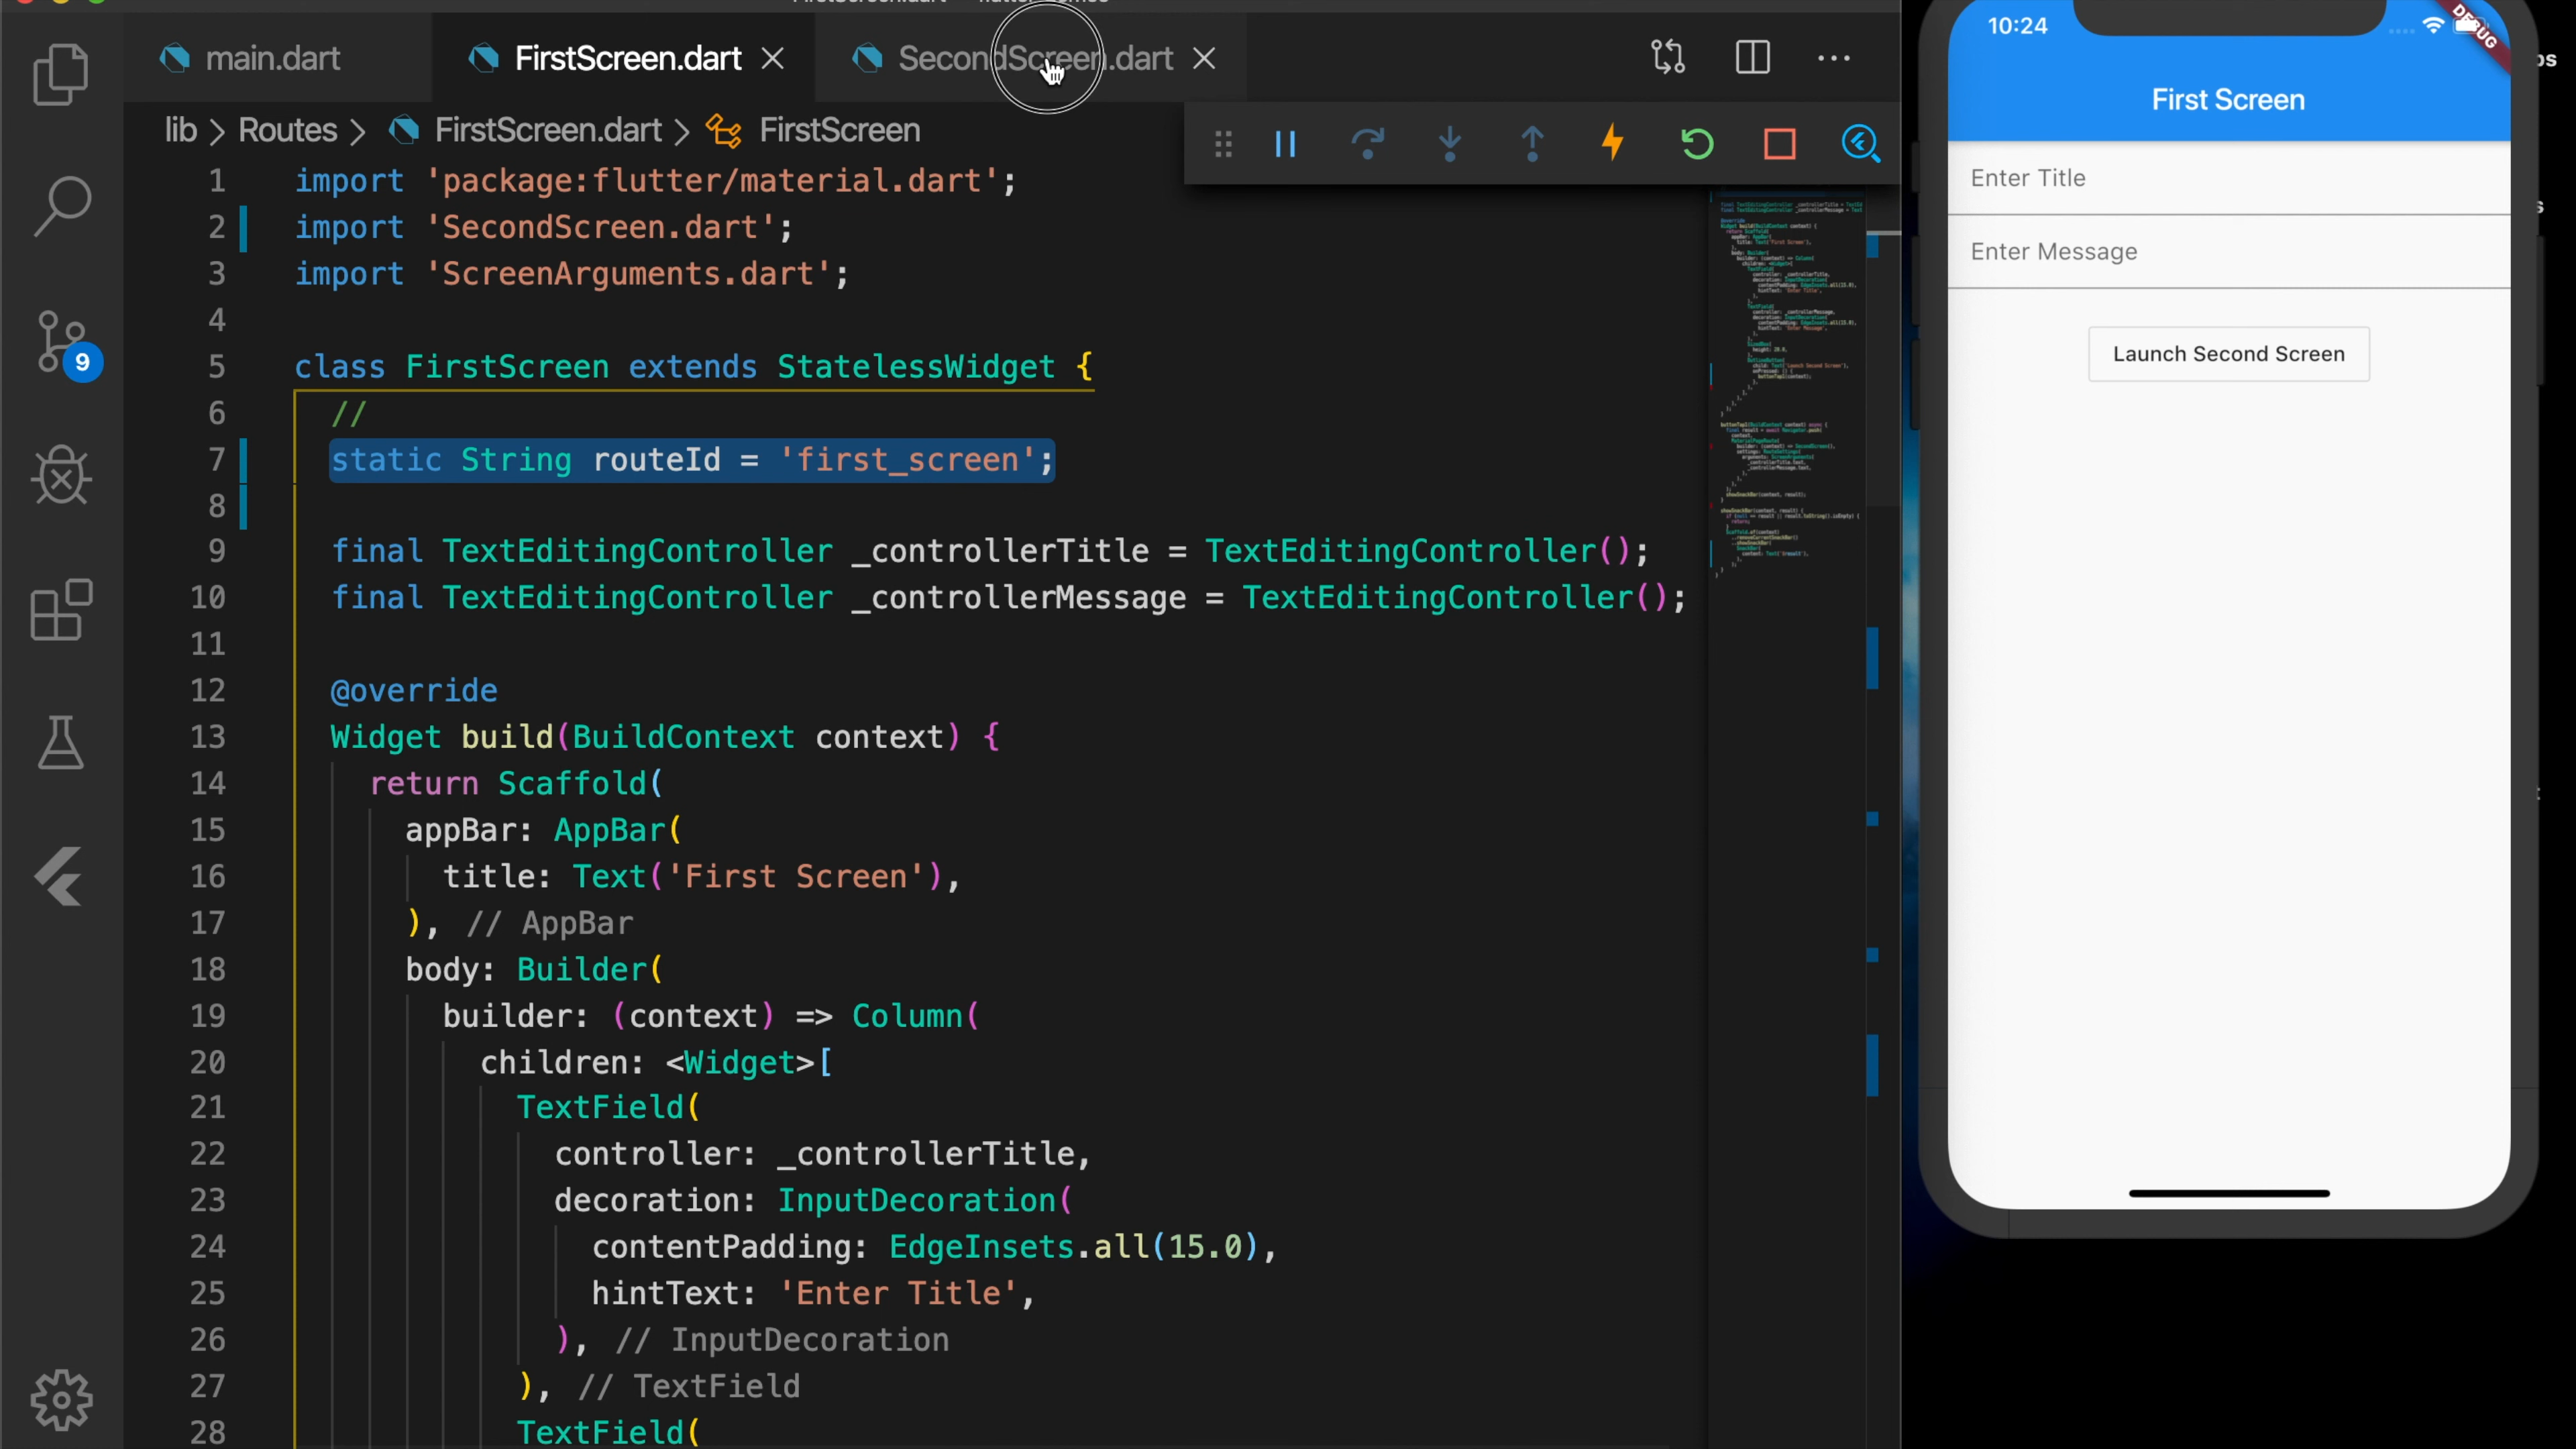 main.dart
FirstScreen.dart
SecondScreen.dart
lib > Routes > FirstScreen.dart > FirstScreen
1 import 'package:flutter/material.dart';
2 import 'SecondScreen.dart';
3 import 'ScreenArguments.dart';
4
5 class FirstScreen extends StatelessWidget {
6 //
7 static String routeId = 'first_screen';
8
9 final TextEditingController _controllerTitle = TextEditingController();
10 final TextEditingController _controllerMessage = TextEditingController();
11
12 @override
13 Widget build(BuildContext context) {
14 return Scaffold(
15 appBar: AppBar(
16 title: Text('First Screen'),
17 ), // AppBar
18 body: Builder(
19 builder: (context) => Column(
20 children: <Widget>[
21 TextField(
22 controller: _controllerTitle,
23 decoration: InputDecoration(
24 contentPadding: EdgeInsets.all(15.0),
25 hintText: 'Enter Title',
26 ), // InputDecoration
27 ), // TextField
28 TextField(
9
10:24
DEBUG
First Screen
Enter Title
Enter Message
Launch Second Screen